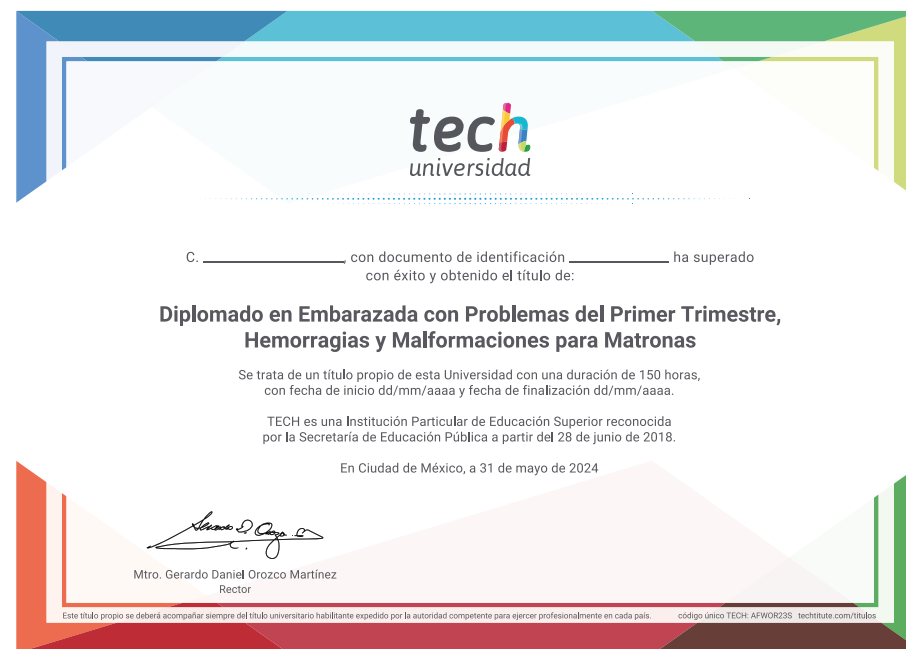 tech
universidad
C. ____________, con documento de identificación ____________ ha superado
con éxito y obtenido el título de:
Diplomado en Embarazada con Problemas del Primer Trimestre,
Hemorragias y Malformaciones para Matronas
Se trata de un título propio de esta Universidad con una duración de 150 horas,
con fecha de inicio dd/mm/aaaa y fecha de finalización dd/mm/aaaa.
TECH es una Institución Particular de Educación Superior reconocida
por la Secretaría de Educación Pública a partir del 28 de junio de 2018.
En Ciudad de México, a 31 de mayo de 2024
Mtro. Gerardo Daniel Orozco Martínez
Rector
Este título propio se deberá acompañar siempre del título universitario habilitante expedido por la autoridad competente para ejercer profesionalmente en cada país. código único TECH: AFWOR23S techtitute.com/titulos